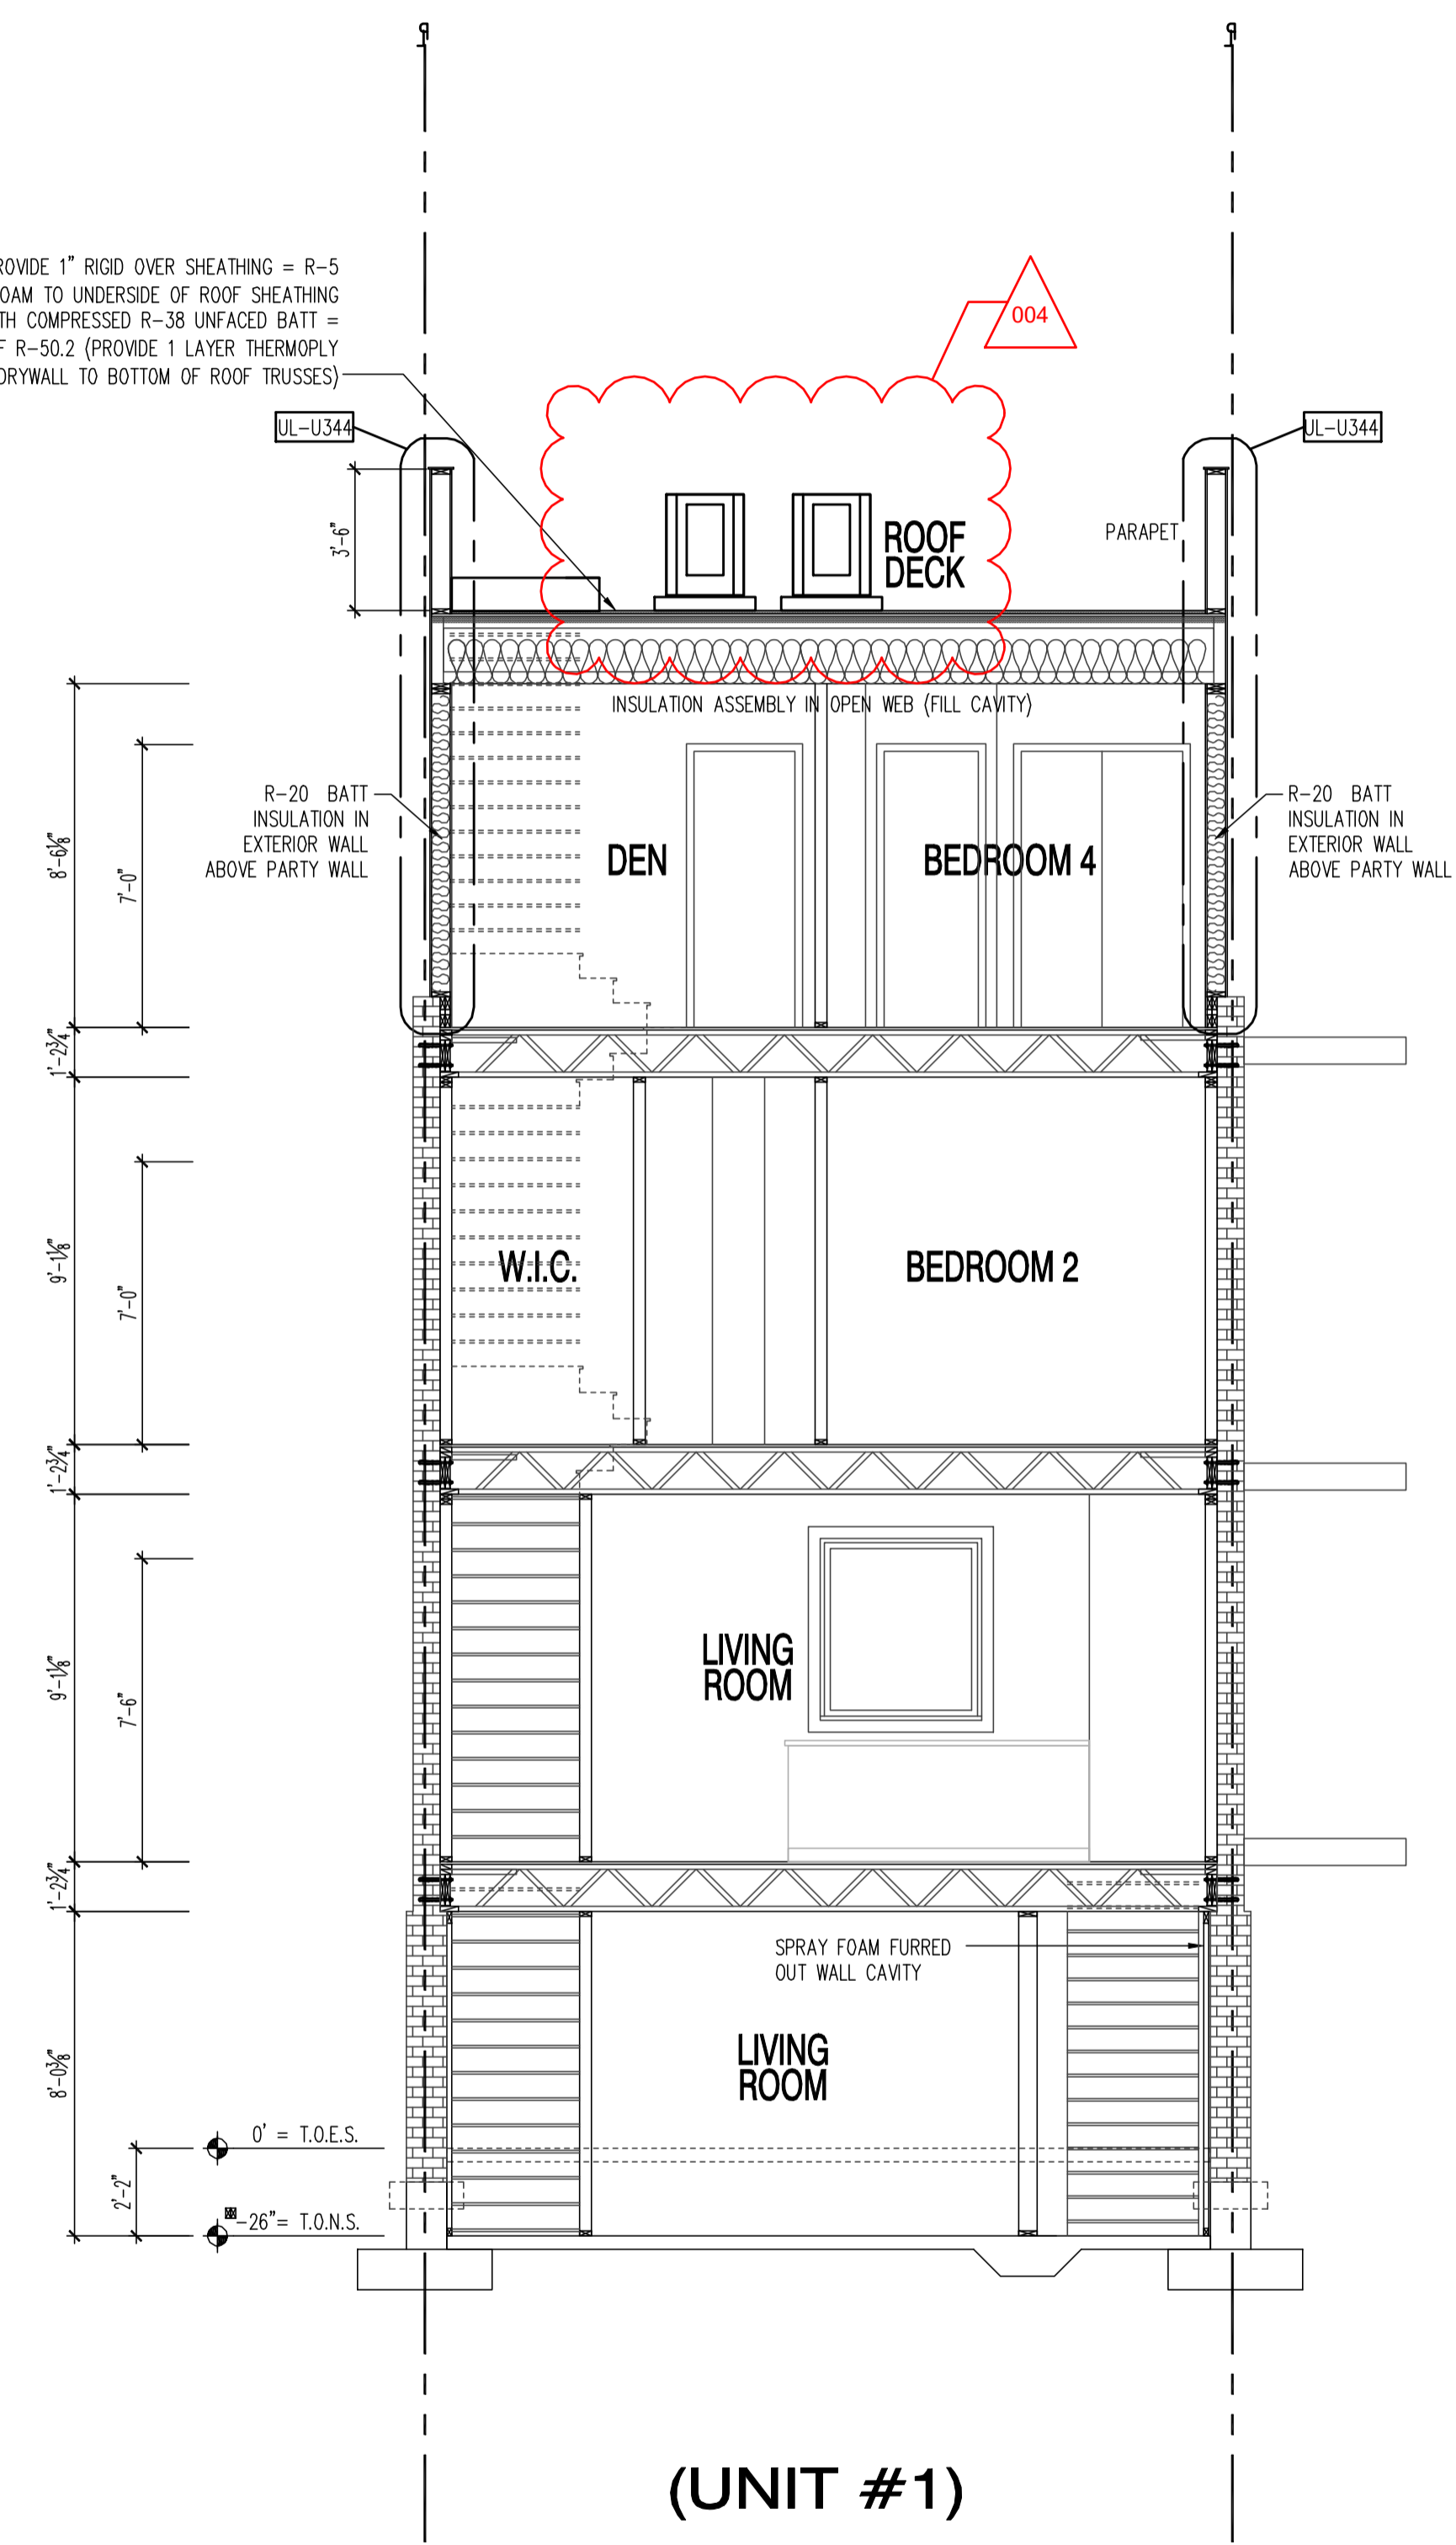 PL
PL
ROVIDE 1" RIGID OVER SHEATHING = R-5
OAM TO UNDERSIDE OF ROOF SHEATHING
TH COMPRESSED R-38 UNFACED BATT =
F R-50.2 (PROVIDE 1 LAYER THERMOPLY
DRYWALL TO BOTTOM OF ROOF TRUSSES)
004
UL-U344
UL-U344
3'-6"
ROOF
DECK
PARAPET
INSULATION ASSEMBLY IN OPEN WEB (FILL CAVITY)
R-20 BATT
INSULATION IN
EXTERIOR WALL
ABOVE PARTY WALL
R-20 BATT
INSULATION IN
EXTERIOR WALL
ABOVE PARTY WALL
8'-6⅛"
7'-0"
DEN
BEDROOM 4
1'-2¾"
9'-1⅛"
7'-0"
W.I.C.
BEDROOM 2
1'-2¾"
9'-1⅛"
7'-6"
LIVING
ROOM
1'-2¾"
SPRAY FOAM FURRED
OUT WALL CAVITY
8'-0⅜"
LIVING
ROOM
0' = T.O.E.S.
2'-2"
-26"= T.O.N.S.
(UNIT #1)